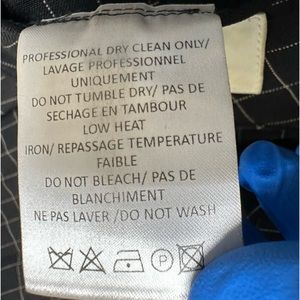 PROFESSIONAL DRY CLEAN ONLY/
LAVAGE PROFESSIONNEL
UNIQUEMENT
DO NOT TUMBLE DRY/ PAS DE
SECHAGE EN TAMBOUR
LOW HEAT
IRON/ REPASSAGE TEMPERATURE
FAIBLE
DO NOT BLEACH/ PAS DE
BLANCHIMENT
NE PAS LAVER /DO NOT WASH
P